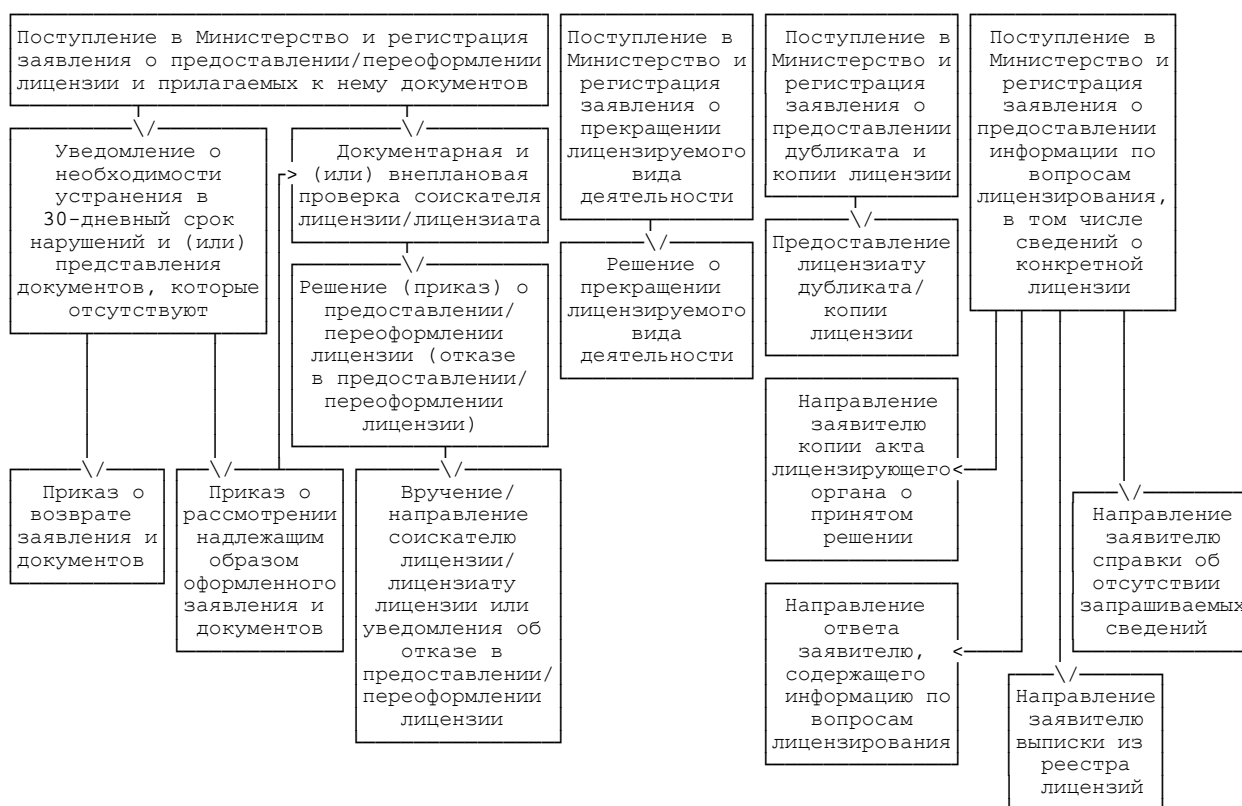 Поступление в Министерство и регистрация
заявления о предоставлении/переоформлении
лицензии и прилагаемых к нему документов
Уведомление о
необходимости
устранения в
30-дневный срок
нарушений и (или)
представления
документов, которые
отсутствуют
Документарная и
(или) внеплановая
проверка соискателя
лицензии/лицензиата
Решение (приказ) о
предоставлении/
переоформлении
лицензии (отказе
в предоставлении/
переоформлении
лицензии)
Приказ о
возврате
заявления и
документов
Приказ о
рассмотрении
надлежащим
образом
оформленного
заявления и
документов
Вручение/
направление
соискателю
лицензии/
лицензиату
лицензии или
уведомления об
отказе в
предоставлении/
переоформлении
лицензии
Поступление в
Министерство и
регистрация
заявления о
прекращении
лицензируемого
вида
деятельности
Решение о
прекращении
лицензируемого
вида
деятельности
Поступление в
Министерство и
регистрация
заявления о
предоставлении
дубликата и
копии лицензии
Предоставление
лицензиату
дубликата/
копии
лицензии
Поступление в
Министерство и
регистрация
заявления о
предоставлении
информации по
вопросам
лицензирования,
в том числе
сведений о
конкретной
лицензии
Направление
заявителю
копии акта
лицензирующего
органа о
принятом
решении
Направление
ответа
заявителю,
содержащего
информацию по
вопросам
лицензирования
Направление
заявителю
выписки из
реестра
лицензий
Направление
заявителю
справки об
отсутствии
запрашиваемых
сведений